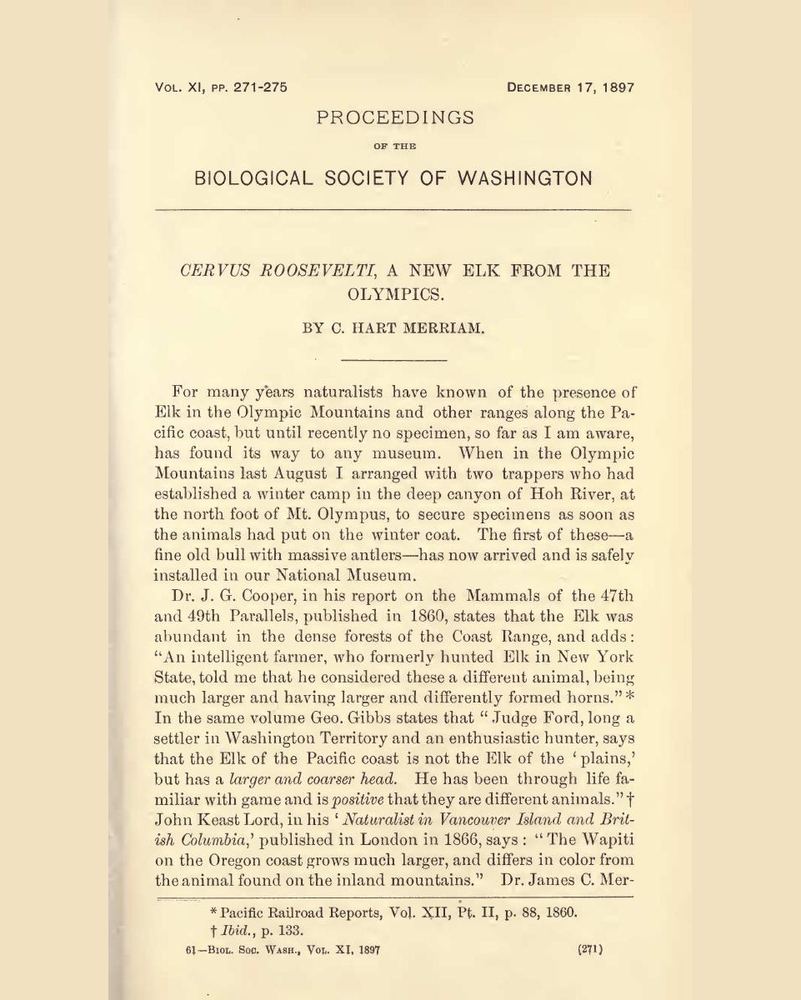 VOL. XI, PP. 271-275 DECEMBER 17, 1897
PROCEEDINGS
OF THE
BIOLOGICAL SOCIETY OF WASHINGTON
CERVUS ROOSEVELTI, A NEW ELK FROM THE
OLYMPICS.
BY C. HART MERRIAM.
For many years naturalists have known of the presence of
Elk in the Olympic Mountains and other ranges along the Pa-
cific coast, but until recently no specimen, so far as I am aware,
has found its way to any museum. When in the Olympic
Mountains last August I arranged with two trappers who had
established a winter camp in the deep canyon of Hoh River, at
the north foot of Mt. Olympus, to secure specimens as soon as
the animals had put on the winter coat. The first of these—a
fine old bull with massive antlers—has now arrived and is safely
installed in our National Museum.
Dr. J. G. Cooper, in his report on the Mammals of the 47th
and 49th Parallels, published in 1860, states that the Elk was
abundant in the dense forests of the Coast Range, and adds:
“An intelligent farmer, who formerly hunted Elk in New York
State, told me that he considered these a different animal, being
much larger and having larger and differently formed horns.” *
In the same volume Geo. Gibbs states that “Judge Ford, long a
settler in Washington Territory and an enthusiastic hunter, says
that the Elk of the Pacific coast is not the Elk of the ‘plains,’
but has a larger and coarser head. He has been through life fa-
miliar with game and is positive that they are different animals.” †
John Keast Lord, in his ‘Naturalist in Vancouver Island and Brit-
ish Columbia,’ published in London in 1866, says: “The Wapiti
on the Oregon coast grows much larger, and differs in color from
the animal found on the inland mountains.” Dr. James C. Mer-
* Pacific Railroad Reports, Vol. XII, Pt. II, p. 88, 1860.
† Ibid., p. 133.
61—BIOL. SOC. WASH., VOL. XI, 1897 (271)